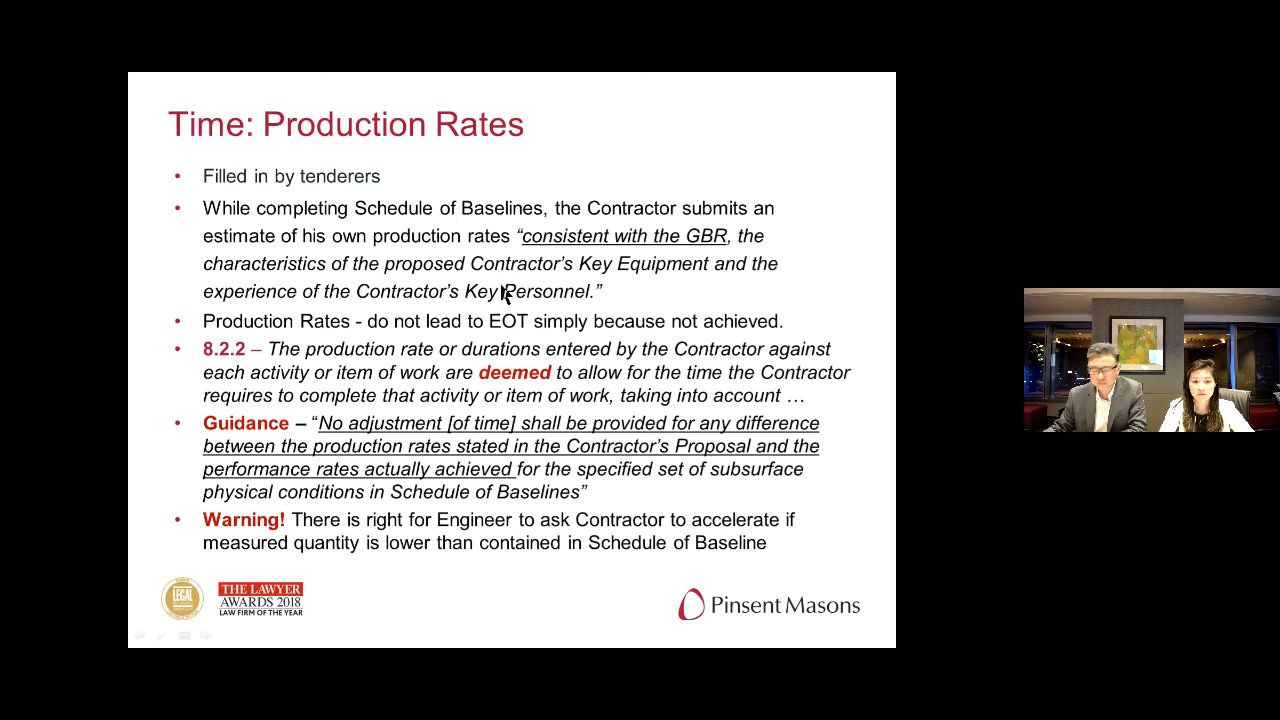 Time: Production Rates
• Filled in by tenderers
• While completing Schedule of Baselines, the Contractor submits an
estimate of his own production rates “consistent with the GBR, the
characteristics of the proposed Contractor’s Key Equipment and the
experience of the Contractor’s Key Personnel.”
• Production Rates - do not lead to EOT simply because not achieved.
• 8.2.2 – The production rate or durations entered by the Contractor against
each activity or item of work are deemed to allow for the time the Contractor
requires to complete that activity or item of work, taking into account …
• Guidance – “No adjustment [of time] shall be provided for any difference
between the production rates stated in the Contractor’s Proposal and the
performance rates actually achieved for the specified set of subsurface
physical conditions in Schedule of Baselines”
• Warning! There is right for Engineer to ask Contractor to accelerate if
measured quantity is lower than contained in Schedule of Baseline
LEGAL
THE LAWYER
AWARDS 2018
LAW FIRM OF THE YEAR
Pinsent Masons